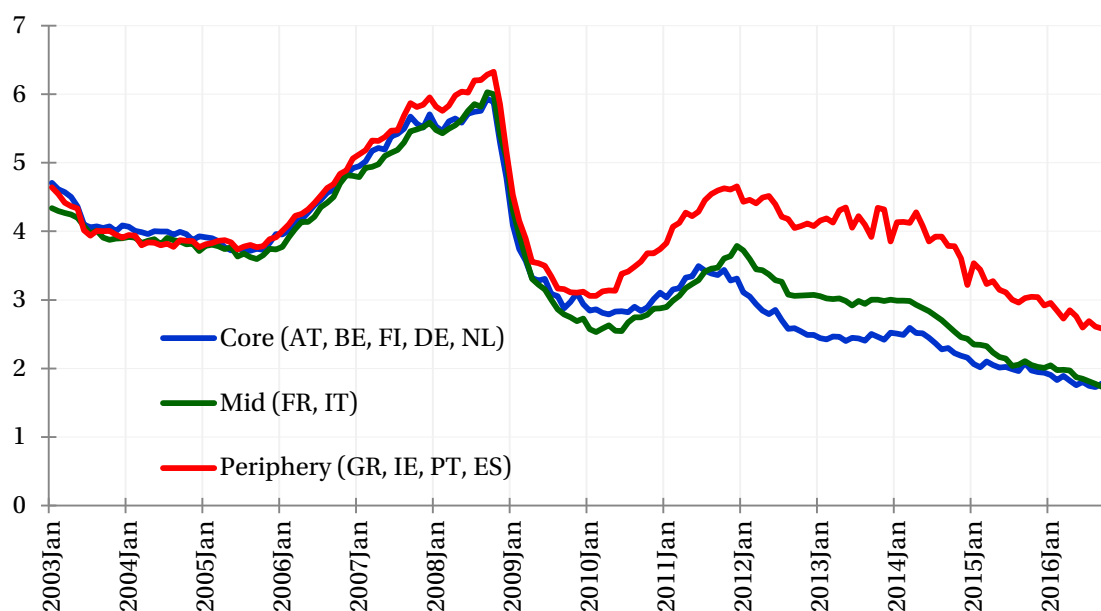 7
6
5
4
3
2
1
0
Core (AT, BE, FI, DE, NL)
Mid (FR, IT)
Periphery (GR, IE, PT, ES)
2003Jan
2004Jan
2005Jan
2006Jan
2007Jan
2008Jan
2009Jan
2010Jan
2011Jan
2012Jan
2013Jan
2014Jan
2015Jan
2016Jan